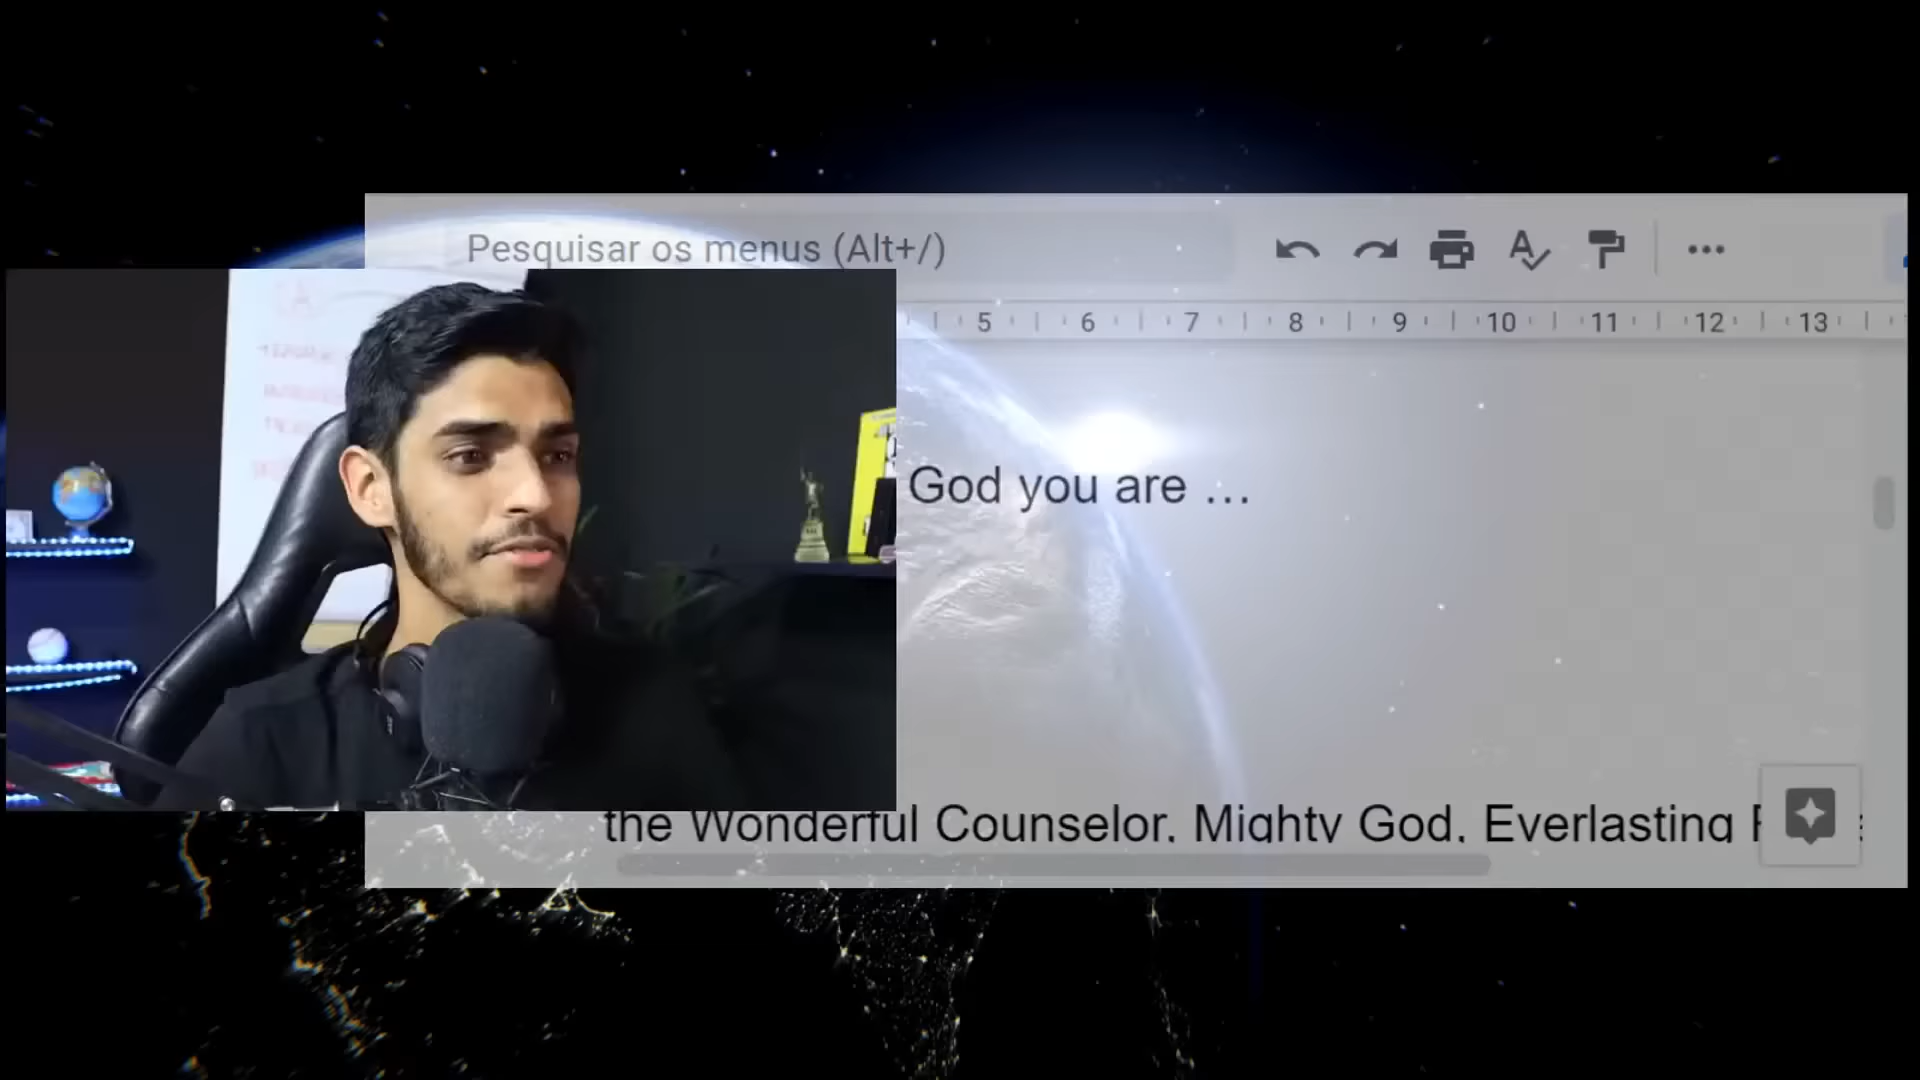 Pesquisar os menus (Alt+/)
5 6 7 8 9 10 11 12 13
God you are …
the Wonderful Counselor, Mighty God, Everlasting